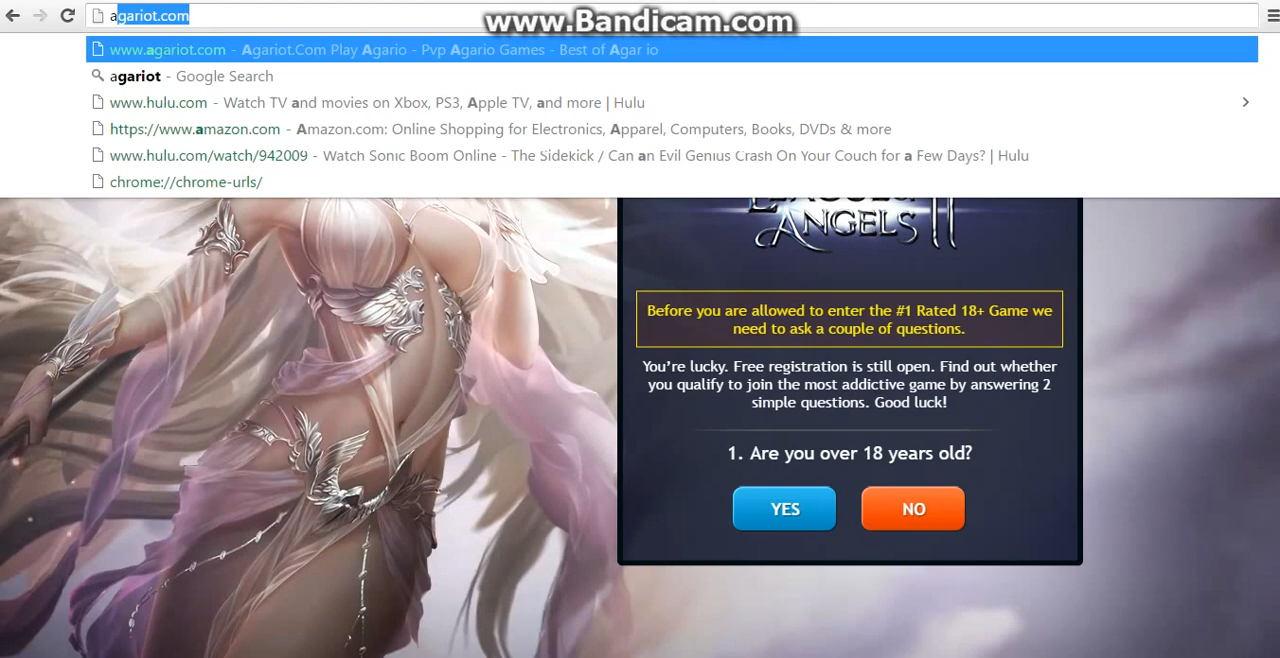 www.Bandicam.com
agariot.com
www.agariot.com - Agariot.Com Play Agario - Pvp Agario Games - Best of Agar io
agariot - Google Search
www.hulu.com - Watch TV and movies on Xbox, PS3, Apple TV, and more | Hulu
https://www.amazon.com - Amazon.com: Online Shopping for Electronics, Apparel, Computers, Books, DVDs & more
www.hulu.com/watch/942009 - Watch Sonic Boom Online - The Sidekick / Can an Evil Genius Crash On Your Couch for a Few Days? | Hulu
chrome://chrome-urls/
ANGELS II
Before you are allowed to enter the #1 Rated 18+ Game we
need to ask a couple of questions.
You're lucky. Free registration is still open. Find out whether
you qualify to join the most addictive game by answering 2
simple questions. Good luck!
1. Are you over 18 years old?
YES
NO